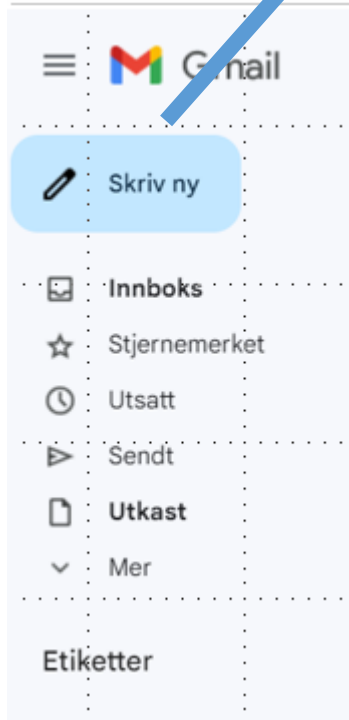 Gmail
Skriv ny
Innboks
Stjernemerket
Utsatt
Sendt
Utkast
Mer
Etiketter